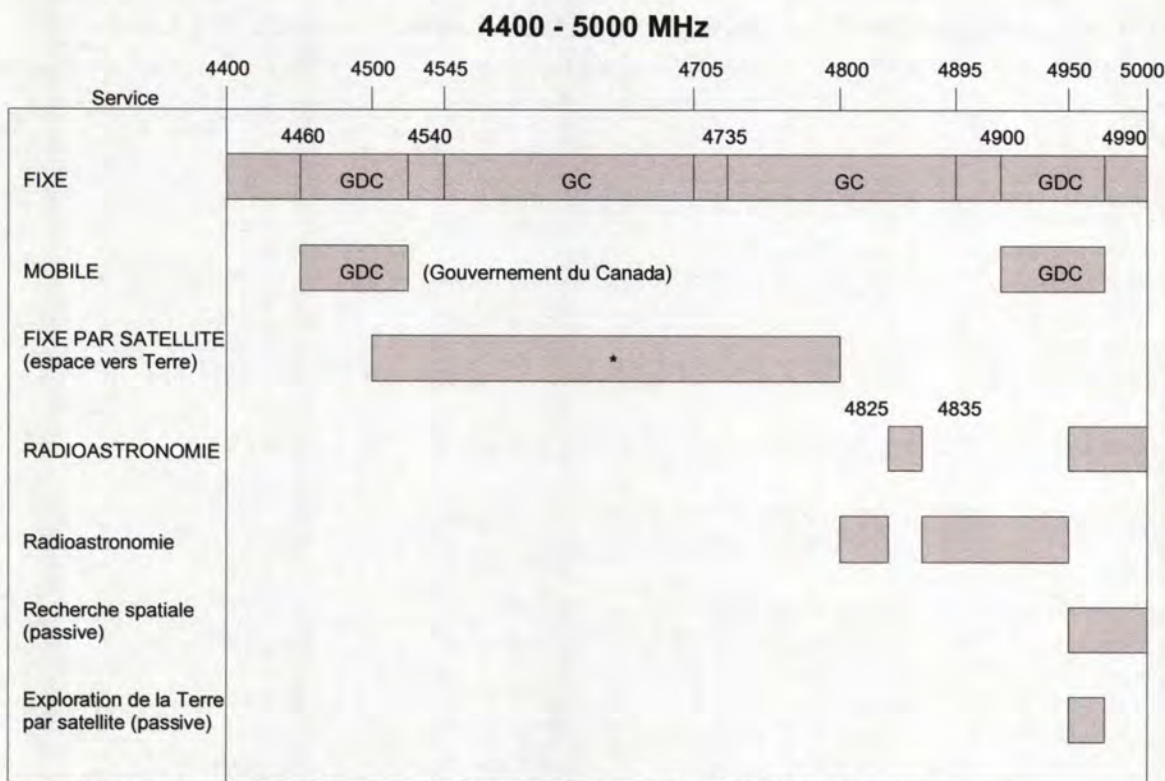 4400 - 5000 MHz
4400 4500 4545 4705 4800 4895 4950 5000
Service
4460 4540 4735 4900 4990
FIXE GDC GC GC GDC
MOBILE GDC (Gouvernement du Canada) GDC
FIXE PAR SATELLITE
(espace vers Terre)
*
4825 4835
RADIOASTRONOMIE
Radioastronomie
Recherche spatiale
(passive)
Exploration de la Terre
par satellite (passive)